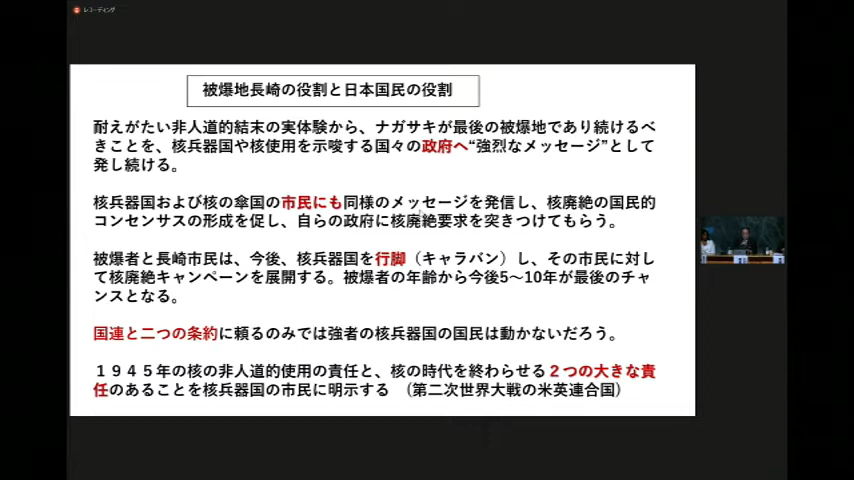 レコーディング
被爆地長崎の役割と日本国民の役割
耐えがたい非人道的結末の実体験から、ナガサキが最後の被爆地であり続けるべ
きことを、核兵器国や核使用を示唆する国々の政府へ“強烈なメッセージ”として
発し続ける。
核兵器国および核の傘国の市民にも同様のメッセージを発信し、核廃絶の国民的
コンセンサスの形成を促し、自らの政府に核廃絶要求を突きつけてもらう。
被爆者と長崎市民は、今後、核兵器国を行脚（キャラバン）し、その市民に対し
て核廃絶キャンペーンを展開する。被爆者の年齢から今後5～10年が最後のチャ
ンスとなる。
国連と二つの条約に頼るのみでは強者の核兵器国の国民は動かないだろう。
１９４５年の核の非人道的使用の責任と、核の時代を終わらせる２つの大きな責
任のあることを核兵器国の市民に明示する （第二次世界大戦の米英連合国）